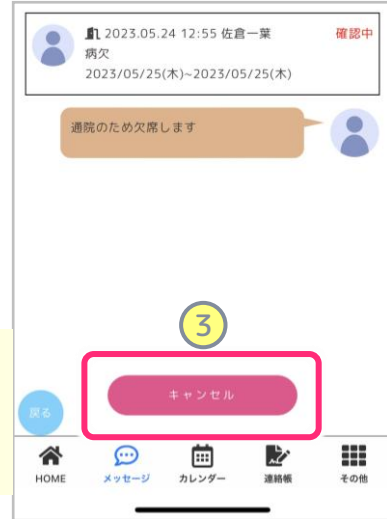 2023.05.24 12:55 佐倉一葉
確認中
病欠
2023/05/25(木)~2023/05/25(木)
通院のため欠席します
3
キャンセル
戻る
HOME
メッセージ
カレンダー
連絡帳
その他